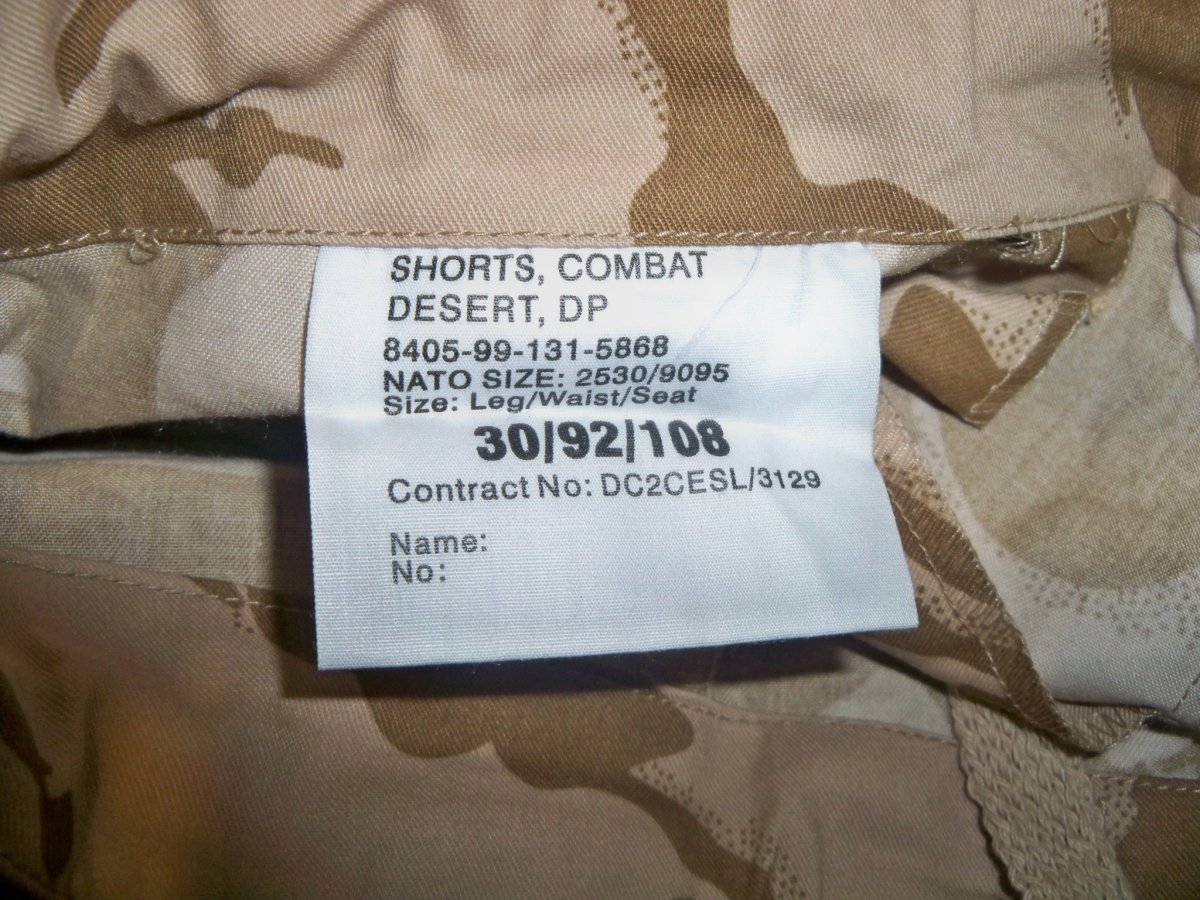 SHORTS, COMBAT
DESERT, DP
8405-99-131-5868
NATO SIZE: 2530/9095
Size: Leg/Waist/Seat
30/92/108
Contract No: DC2CESL/3129
Name:
No: